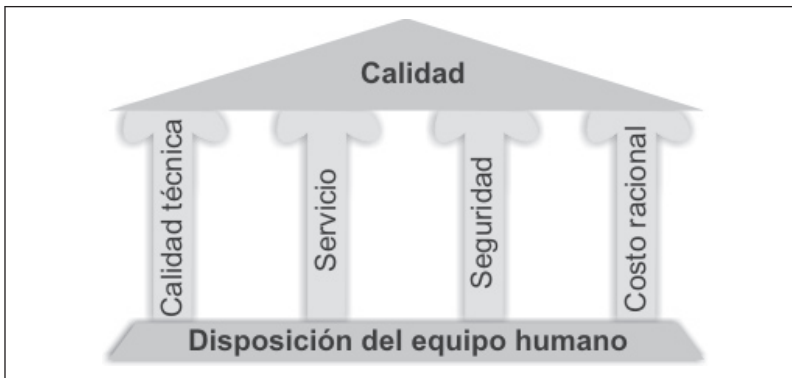 Calidad
Calidad técnica
Servicio
Seguridad
Costo racional
Disposición del equipo humano